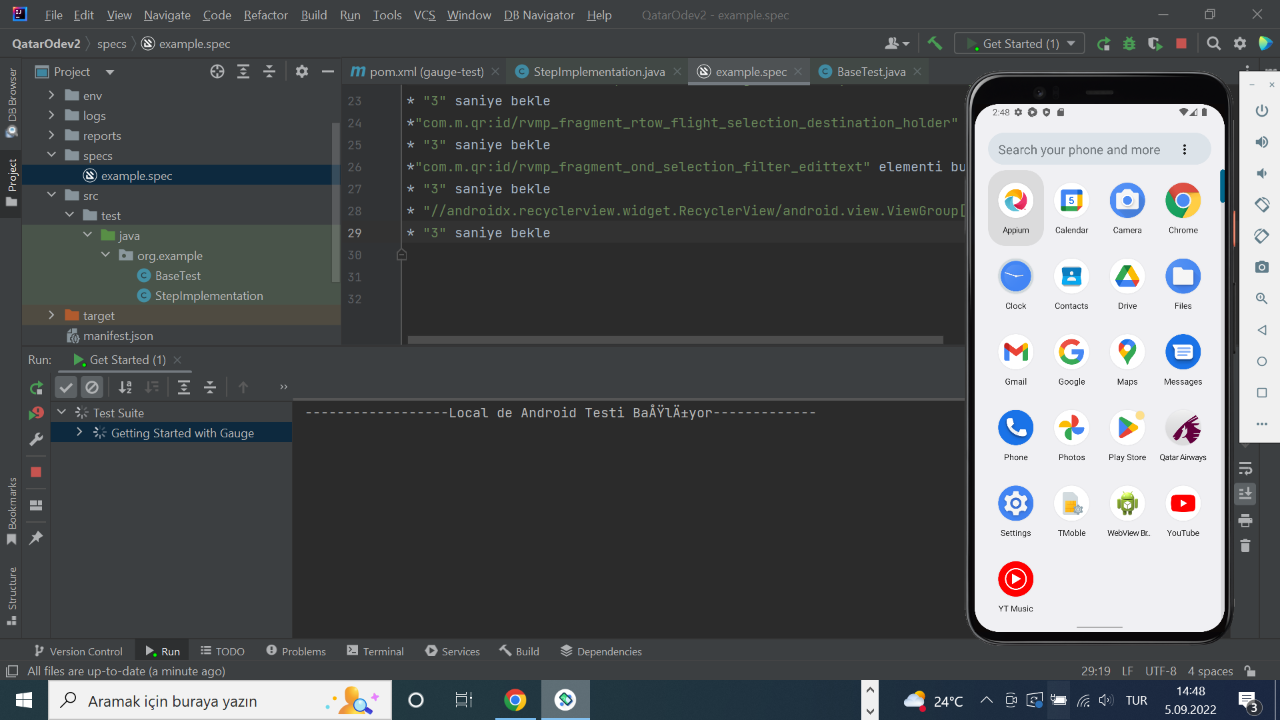 File Edit View Navigate Code Refactor Build Run Tools VCS Window DB Navigator Help QatarOdev2 - example.spec
QatarOdev2 specs example.spec
Get Started (1)
Project
pom.xml (gauge-test)
StepImplementation.java
example.spec
BaseTest.java
DB Browser
Project
Bookmarks
Structure
env
logs
reports
specs
example.spec
src
test
java
org.example
BaseTest
StepImplementation
target
manifest.json
23 * "3" saniye bekle
24 *"com.m.qr:id/rvmp_fragment_rtow_flight_selection_destination_holder"
25 * "3" saniye bekle
26 *"com.m.qr:id/rvmp_fragment_ond_selection_filter_edittext" elementi bu
27 * "3" saniye bekle
28 * "//androidx.recyclerview.widget.RecyclerView/android.view.ViewGroup[
29 * "3" saniye bekle
30
31
32
Run: Get Started (1)
Test Suite
Getting Started with Gauge
------------------Local de Android Testi BaÅŸlÄ±yor-------------
2:48
Search your phone and more
Appium Calendar Camera Chrome
5
Clock Contacts Drive Files
Gmail Google Maps Messages
Phone Photos Play Store Qatar Airways
Settings TMoble WebView Br.. YouTube
YT Music
Version Control Run TODO Problems Terminal Services Build Dependencies
All files are up-to-date (a minute ago)
29:19 LF UTF-8 4 spaces
Aramak için buraya yazın
24°C
TUR
14:48
5.09.2022
3